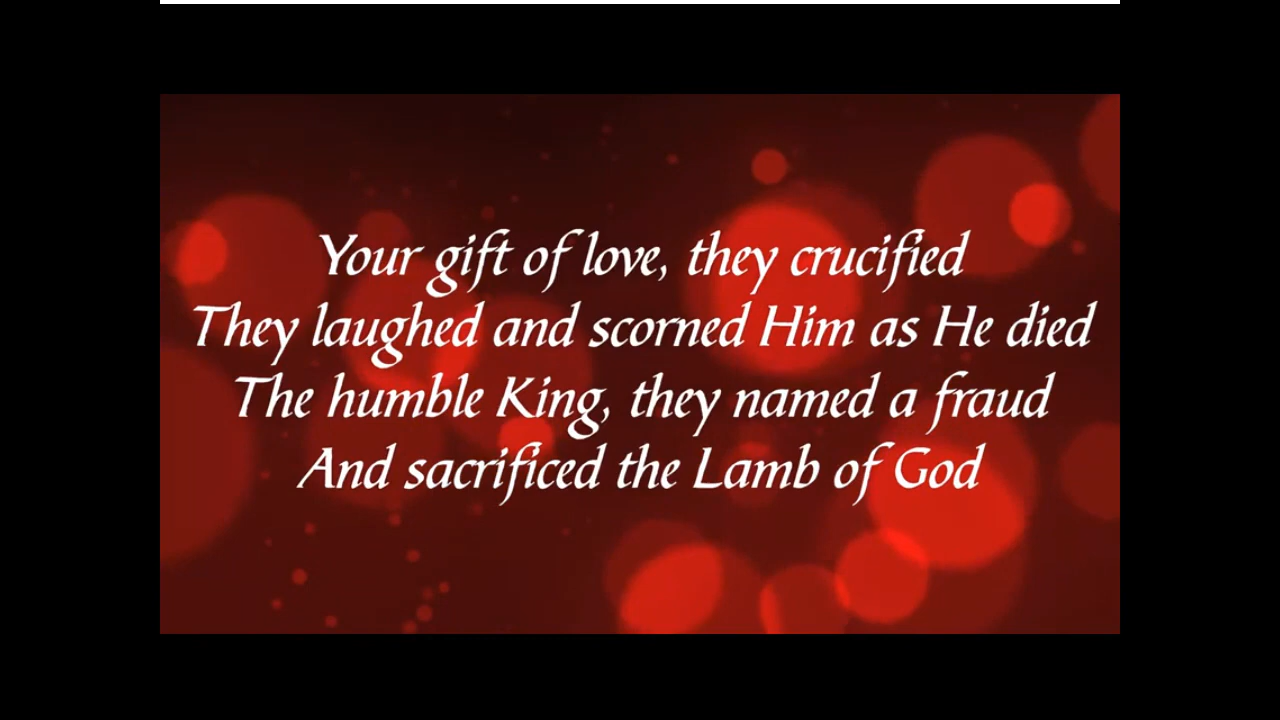 Your gift of love, they crucified
They laughed and scorned Him as He died
The humble King, they named a fraud
And sacrificed the Lamb of God